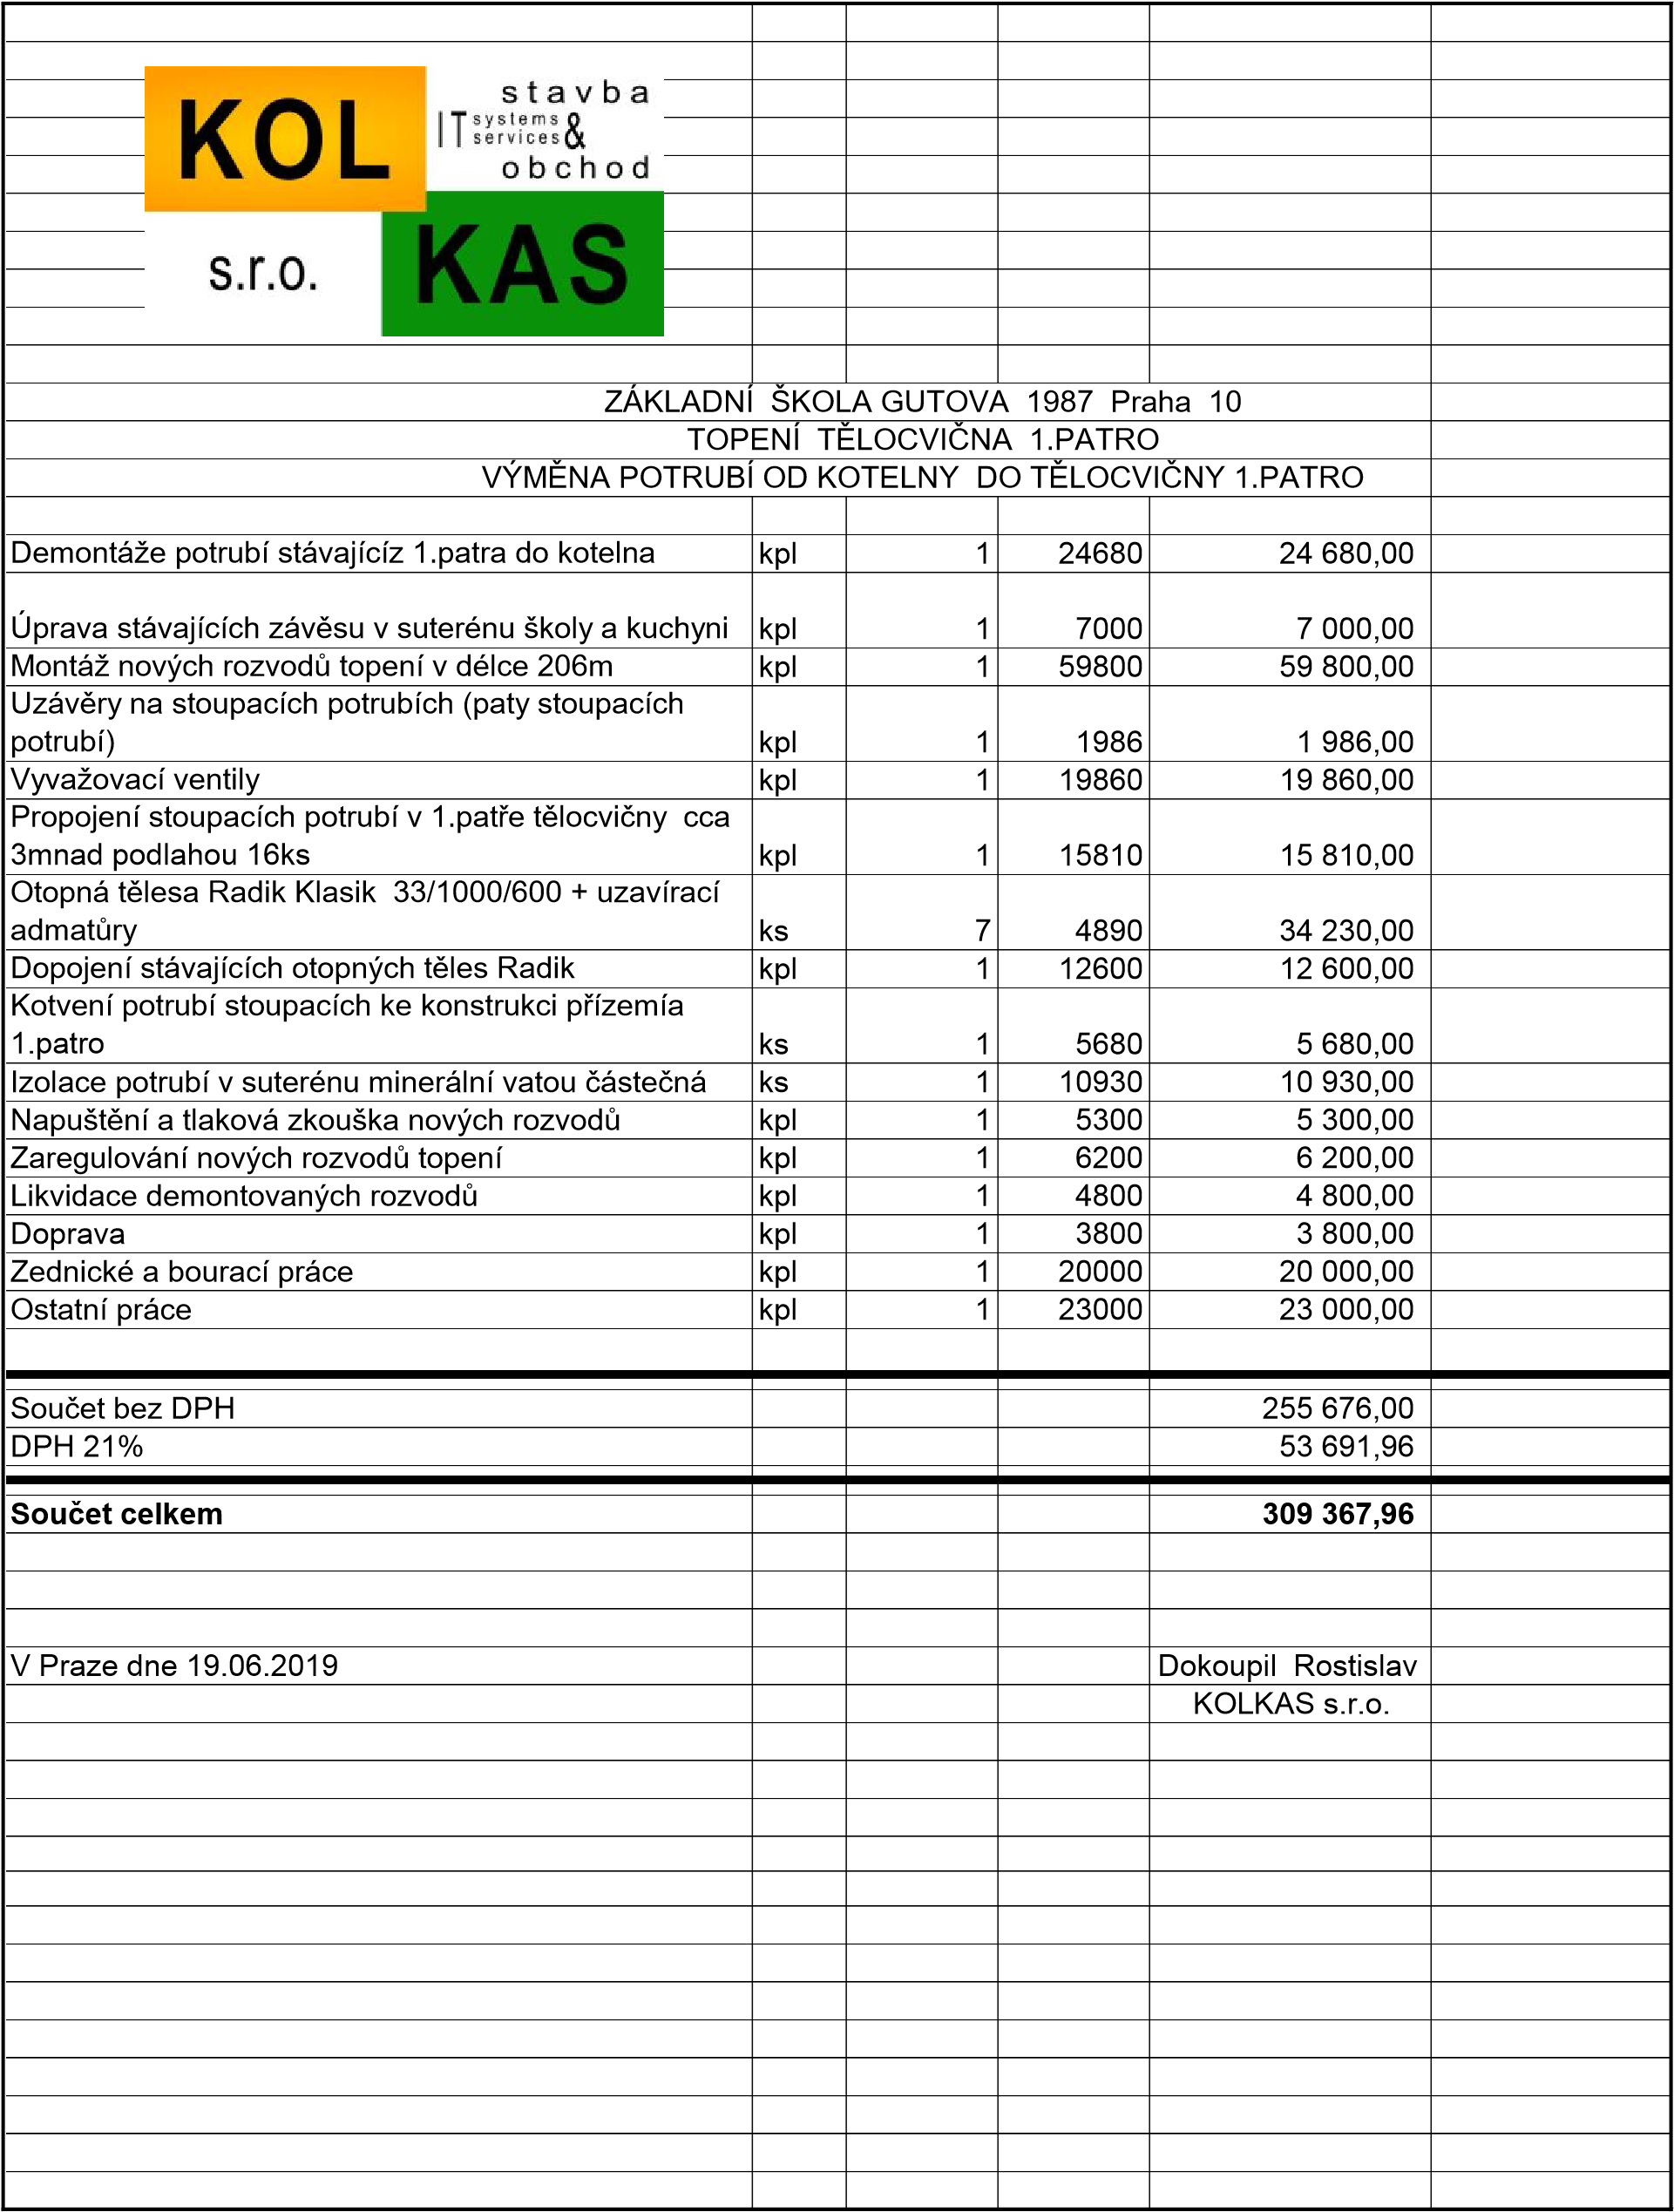 KOL
stavba
IT systems & services
obchod
s.r.o.
KAS
ZÁKLADNÍ ŠKOLA GUTOVA 1987 Praha 10
TOPENÍ TĚLOCVIČNA 1.PATRO
VÝMĚNA POTRUBÍ OD KOTELNY DO TĚLOCVIČNY 1.PATRO
Demontáže potrubí stávajícíz 1.patra do kotelna kpl 1 24680 24 680,00
Úprava stávajících závěsu v suterénu školy a kuchyni kpl 1 7000 7 000,00
Montáž nových rozvodů topení v délce 206m kpl 1 59800 59 800,00
Uzávěry na stoupacích potrubích (paty stoupacích
potrubí) kpl 1 1986 1 986,00
Vyvažovací ventily kpl 1 19860 19 860,00
Propojení stoupacích potrubí v 1.patře tělocvičny cca
3mnad podlahou 16ks kpl 1 15810 15 810,00
Otopná tělesa Radik Klasik 33/1000/600 + uzavírací
admatůry ks 7 4890 34 230,00
Dopojení stávajících otopných těles Radik kpl 1 12600 12 600,00
Kotvení potrubí stoupacích ke konstrukci přízemía
1.patro ks 1 5680 5 680,00
Izolace potrubí v suterénu minerální vatou částečná ks 1 10930 10 930,00
Napuštění a tlaková zkouška nových rozvodů kpl 1 5300 5 300,00
Zaregulování nových rozvodů topení kpl 1 6200 6 200,00
Likvidace demontovaných rozvodů kpl 1 4800 4 800,00
Doprava kpl 1 3800 3 800,00
Zednické a bourací práce kpl 1 20000 20 000,00
Ostatní práce kpl 1 23000 23 000,00
Součet bez DPH 255 676,00
DPH 21% 53 691,96
Součet celkem 309 367,96
V Praze dne 19.06.2019 Dokoupil Rostislav
KOLKAS s.r.o.